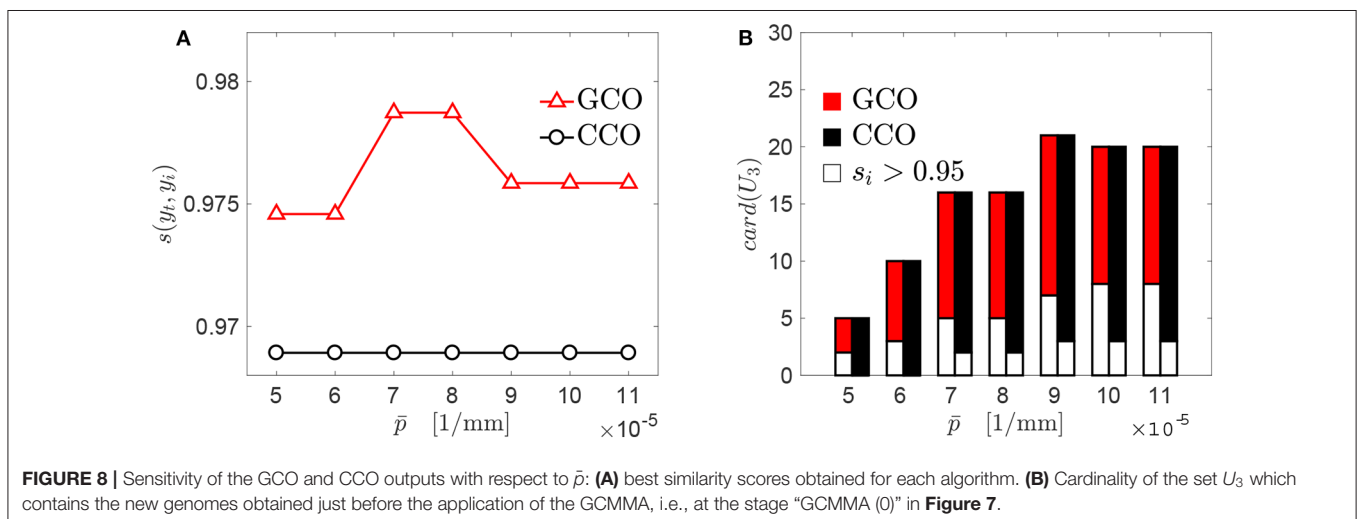 A
0.98
0.975
0.97
s(y_t, y_i)
GCO
CCO
5 6 7 8 9 10 11
p̄ [1/mm] ×10⁻⁵
B
30
25
20
15
10
5
0
card(U₃)
GCO
CCO
s_i > 0.95
5 6 7 8 9 10 11
p̄ [1/mm] ×10⁻⁵
FIGURE 8 | Sensitivity of the GCO and CCO outputs with respect to p̄: (A) best similarity scores obtained for each algorithm. (B) Cardinality of the set U₃ which
contains the new genomes obtained just before the application of the GCMMA, i.e., at the stage “GCMMA (0)” in Figure 7.